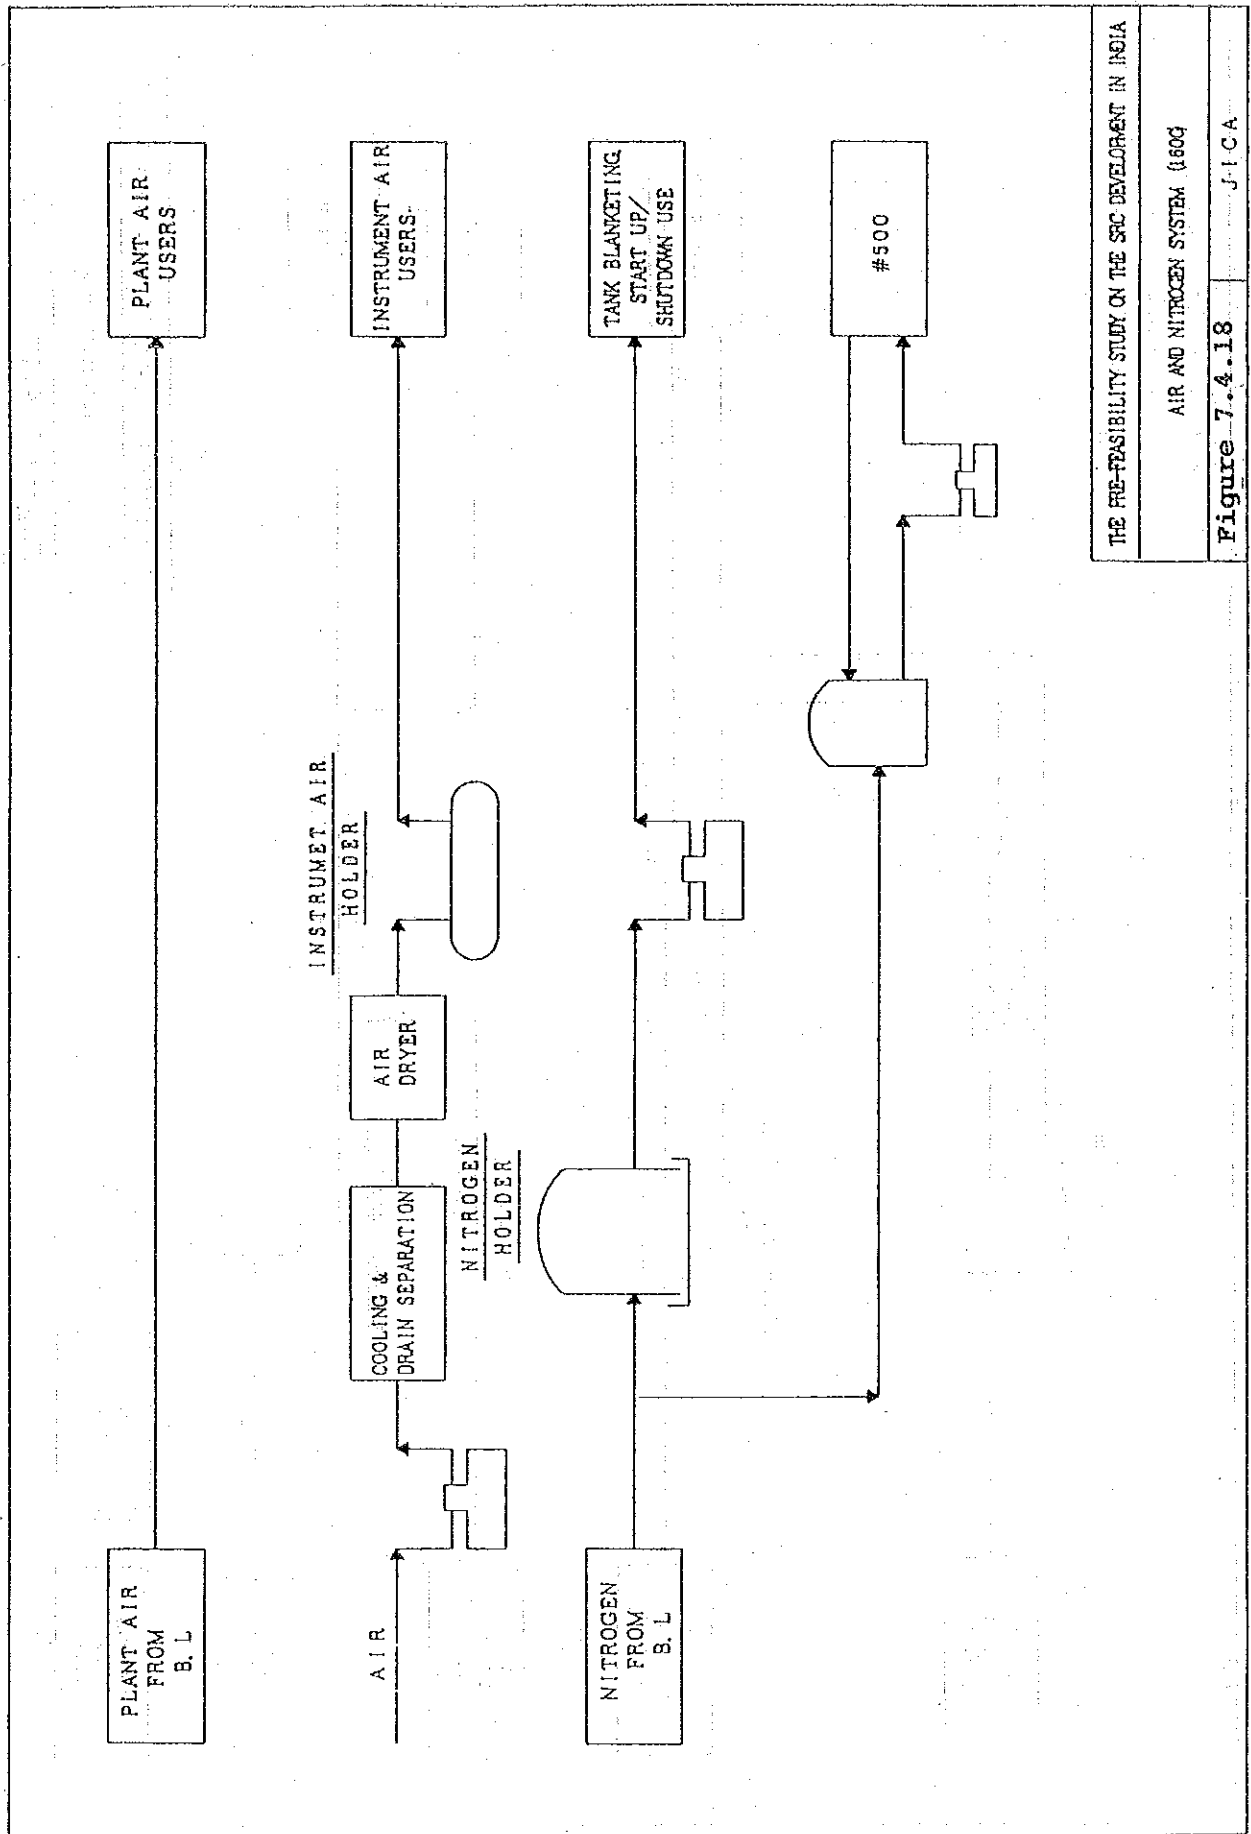 PLANT AIR
FROM
B. L
PLANT AIR
USERS
AIR
COOLING &
DRAIN SEPARATION
AIR
DRYER
INSTRUMET AIR
HOLDER
INSTRUMENT AIR
USERS
NITROGEN
FROM
B. L
NITROGEN
HOLDER
TANK BLANKETING
START UP/
SHUTDOWN USE
#500
THE PRE-FEASIBILITY STUDY ON THE SRC DEVELOPMENT IN INDIA
AIR AND NITROGEN SYSTEM
Figure 7.4.18
JICA